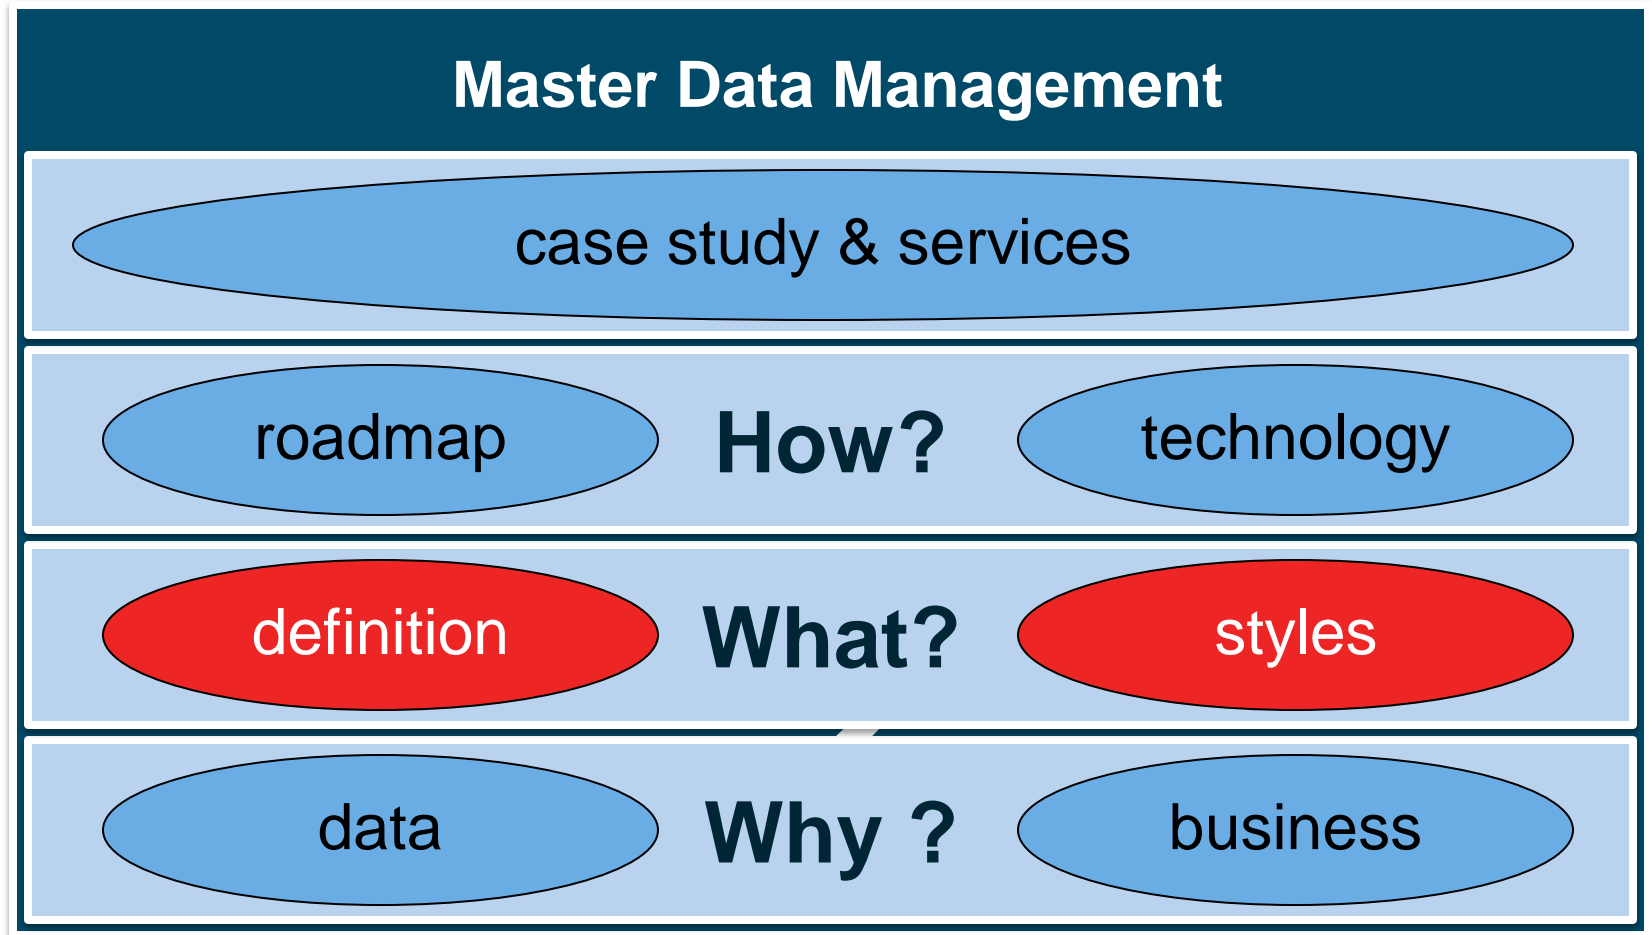 Master Data Management
case study & services
roadmap How? technology
definition What? styles
data Why ? business